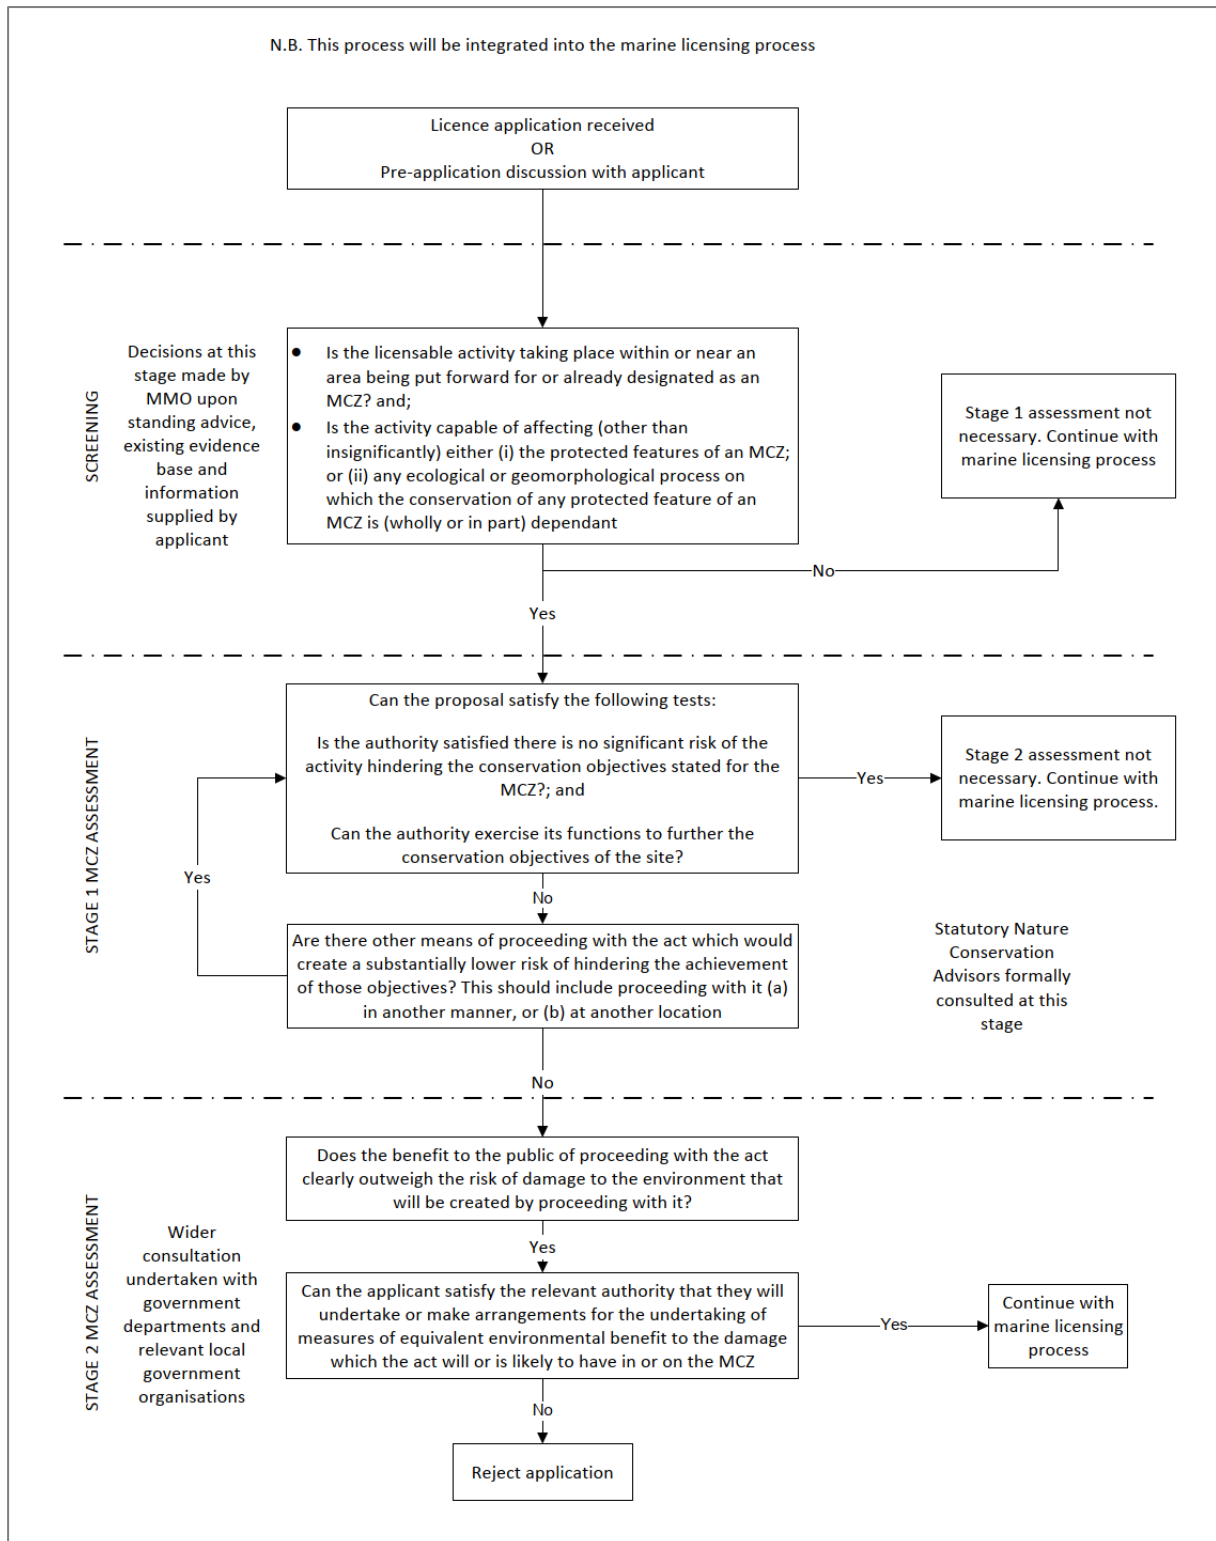 N.B. This process will be integrated into the marine licensing process
Licence application received
OR
Pre-application discussion with applicant
SCREENING
Decisions at this
stage made by
MMO upon
standing advice,
existing evidence
base and
information
supplied by
applicant
● Is the licensable activity taking place within or near an
area being put forward for or already designated as an
MCZ? and;
● Is the activity capable of affecting (other than
insignificantly) either (i) the protected features of an MCZ;
or (ii) any ecological or geomorphological process on
which the conservation of any protected feature of an
MCZ is (wholly or in part) dependant
Stage 1 assessment not
necessary. Continue with
marine licensing process
No
Yes
STAGE 1 MCZ ASSESSMENT
Can the proposal satisfy the following tests:
Is the authority satisfied there is no significant risk of the
activity hindering the conservation objectives stated for the
MCZ?; and
Can the authority exercise its functions to further the
conservation objectives of the site?
Yes
Stage 2 assessment not
necessary. Continue with
marine licensing process.
Yes
No
Are there other means of proceeding with the act which would
create a substantially lower risk of hindering the achievement
of those objectives? This should include proceeding with it (a)
in another manner, or (b) at another location
Statutory Nature
Conservation
Advisors formally
consulted at this
stage
No
STAGE 2 MCZ ASSESSMENT
Wider
consultation
undertaken with
government
departments and
relevant local
government
organisations
Does the benefit to the public of proceeding with the act
clearly outweigh the risk of damage to the environment that
will be created by proceeding with it?
Yes
Can the applicant satisfy the relevant authority that they will
undertake or make arrangements for the undertaking of
measures of equivalent environmental benefit to the damage
which the act will or is likely to have in or on the MCZ
Yes
Continue with
marine licensing
process
No
Reject application